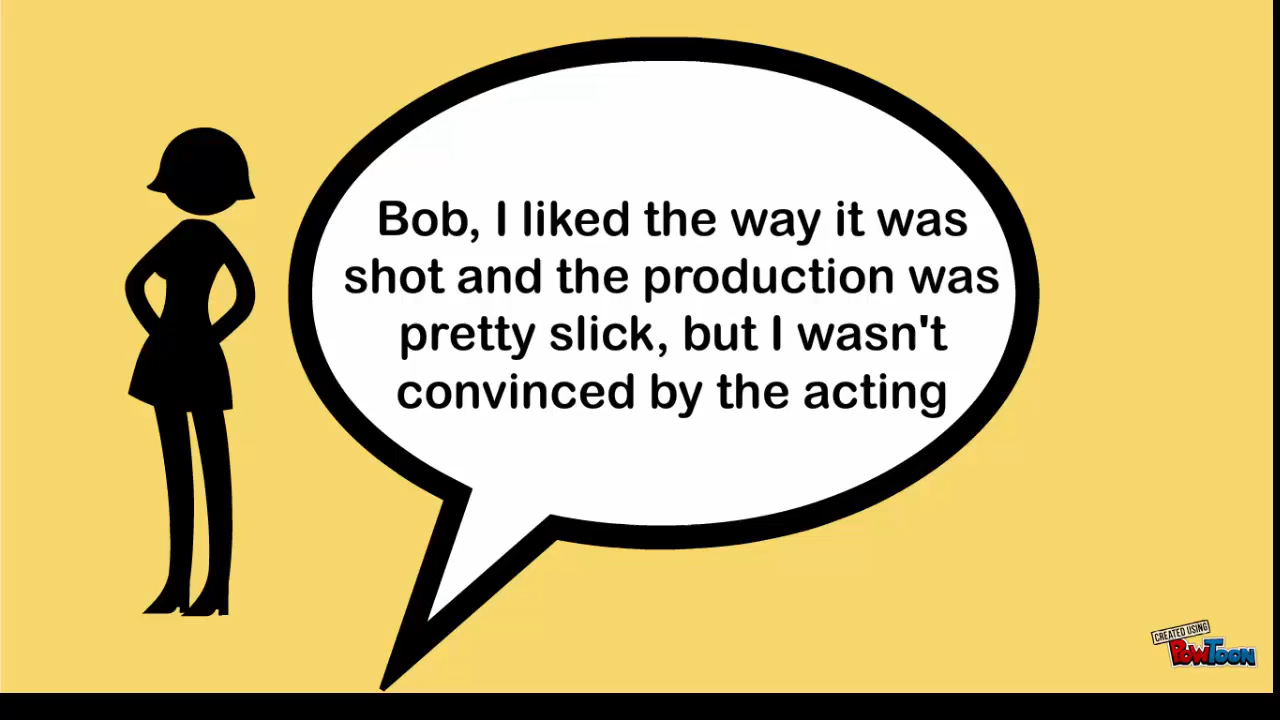 Bob, I liked the way it was
shot and the production was
pretty slick, but I wasn't
convinced by the acting
CREATED USING
POWTOON